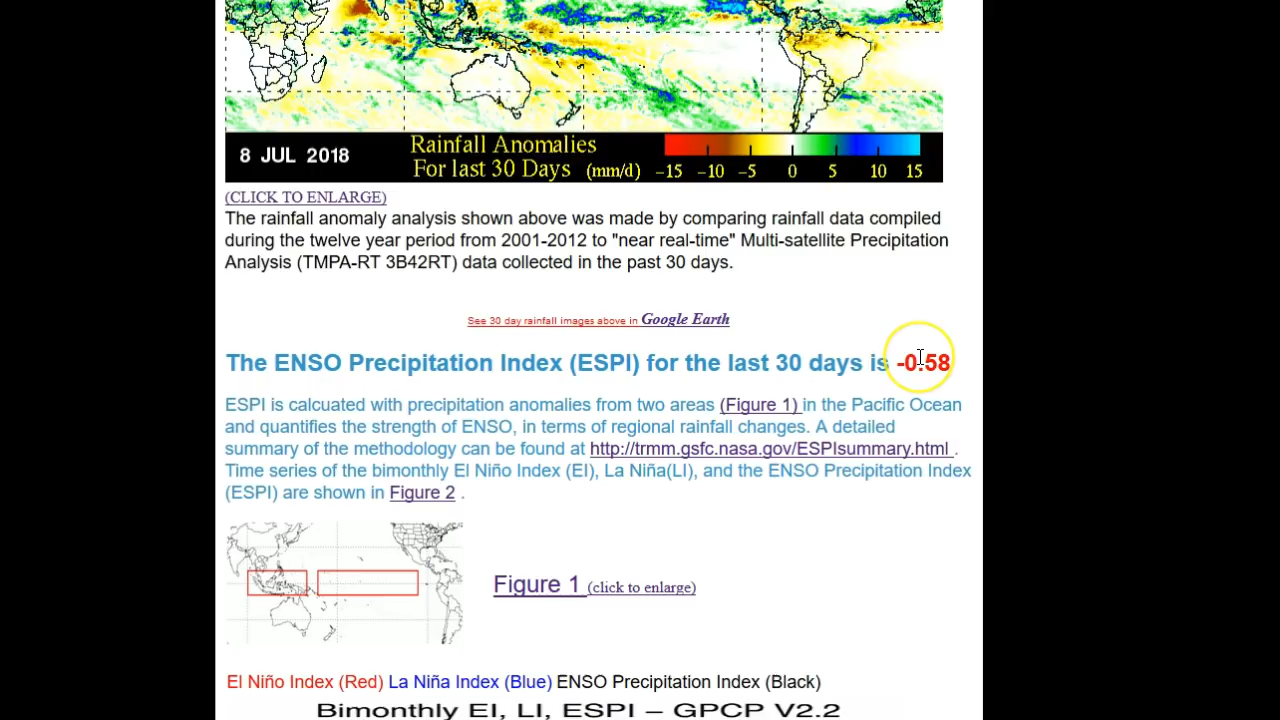 8 JUL 2018
Rainfall Anomalies
For last 30 Days (mm/d)
-15 -10 -5 0 5 10 15
(CLICK TO ENLARGE)
The rainfall anomaly analysis shown above was made by comparing rainfall data compiled
during the twelve year period from 2001-2012 to "near real-time" Multi-satellite Precipitation
Analysis (TMPA-RT 3B42RT) data collected in the past 30 days.
See 30 day rainfall images above in Google Earth
The ENSO Precipitation Index (ESPI) for the last 30 days is -0.58
ESPI is calcuated with precipitation anomalies from two areas (Figure 1) in the Pacific Ocean
and quantifies the strength of ENSO, in terms of regional rainfall changes. A detailed
summary of the methodology can be found at http://trmm.gsfc.nasa.gov/ESPIsummary.html .
Time series of the bimonthly El Niño Index (EI), La Niña(LI), and the ENSO Precipitation Index
(ESPI) are shown in Figure 2 .
Figure 1 (click to enlarge)
El Niño Index (Red) La Niña Index (Blue) ENSO Precipitation Index (Black)
Bimonthly EI, LI, ESPI – GPCP V2.2